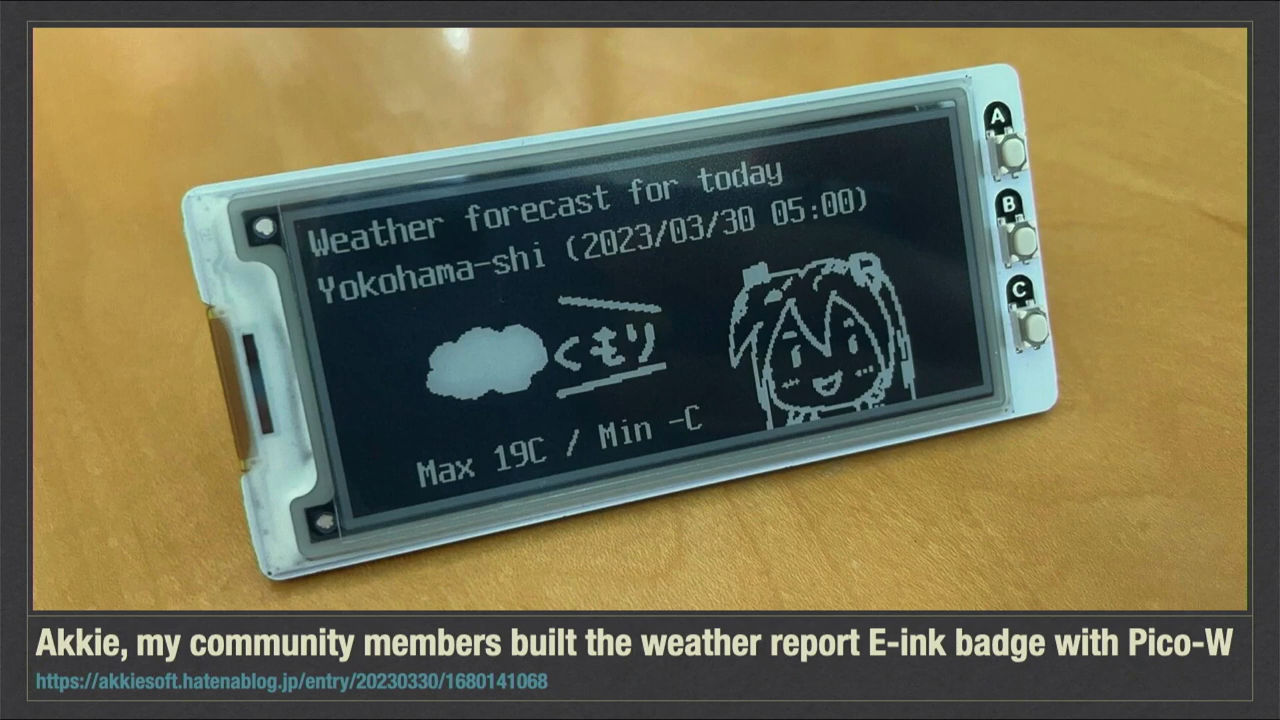 Weather forecast for today
Yokohama-shi (2023/03/30 05:00)
くもり
Max 19C / Min -C
A
B
C
Akkie, my community members built the weather report E-ink badge with Pico-W
https://akkiesoft.hatenablog.jp/entry/20230330/1680141068